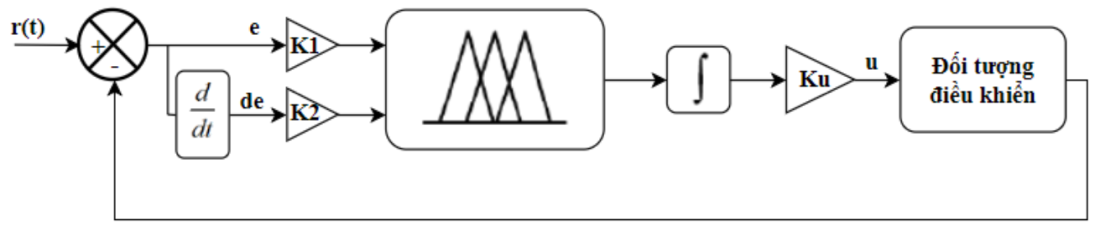 r(t)
+
-
e
K1
d
dt
de
K2
∫
Ku
u
Đối tượng
điều khiển